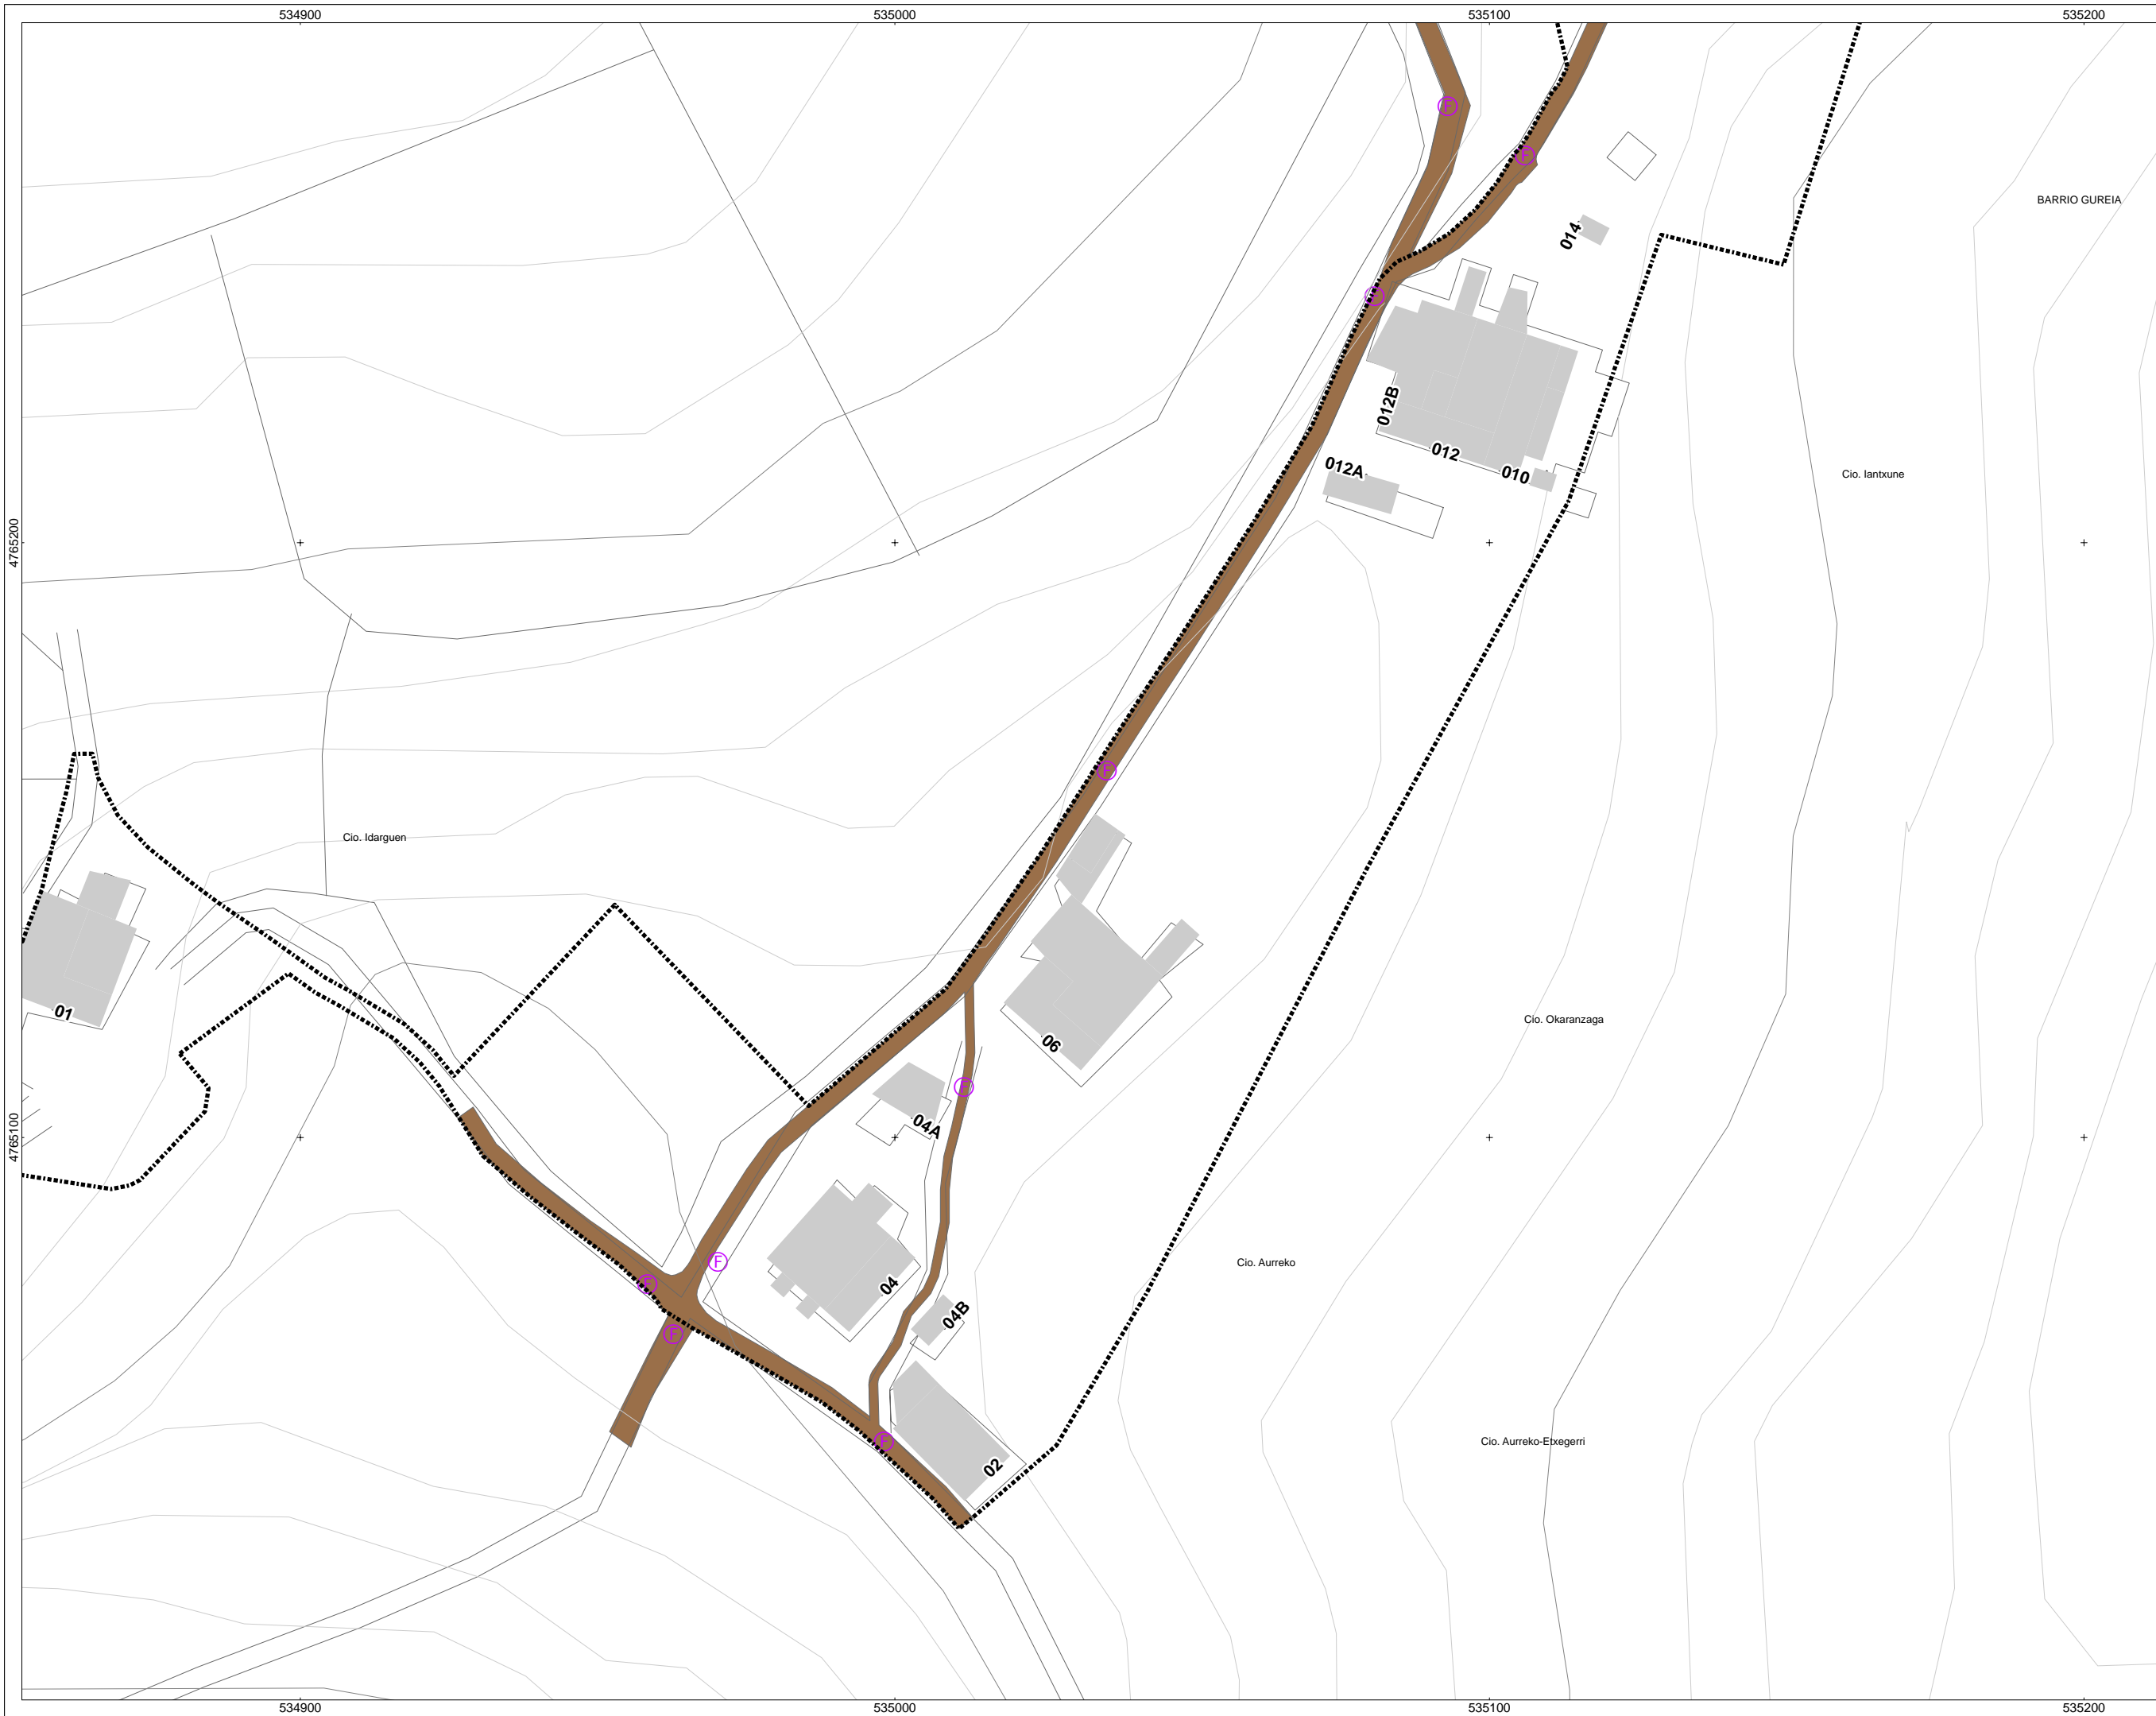 534900
535000
535100
535200
F
F
BARRIO GUREIA
014
F
012B
012
012A
010
Cio. Iantxune
4765200
F
Cio. Idarguen
01
Cio. Okaranzaga
06
F
04A
4765100
F
F
Cio. Aurreko
04
04B
F
F
Cio. Aurreko-Etxegerri
02
534900
535000
535100
535200